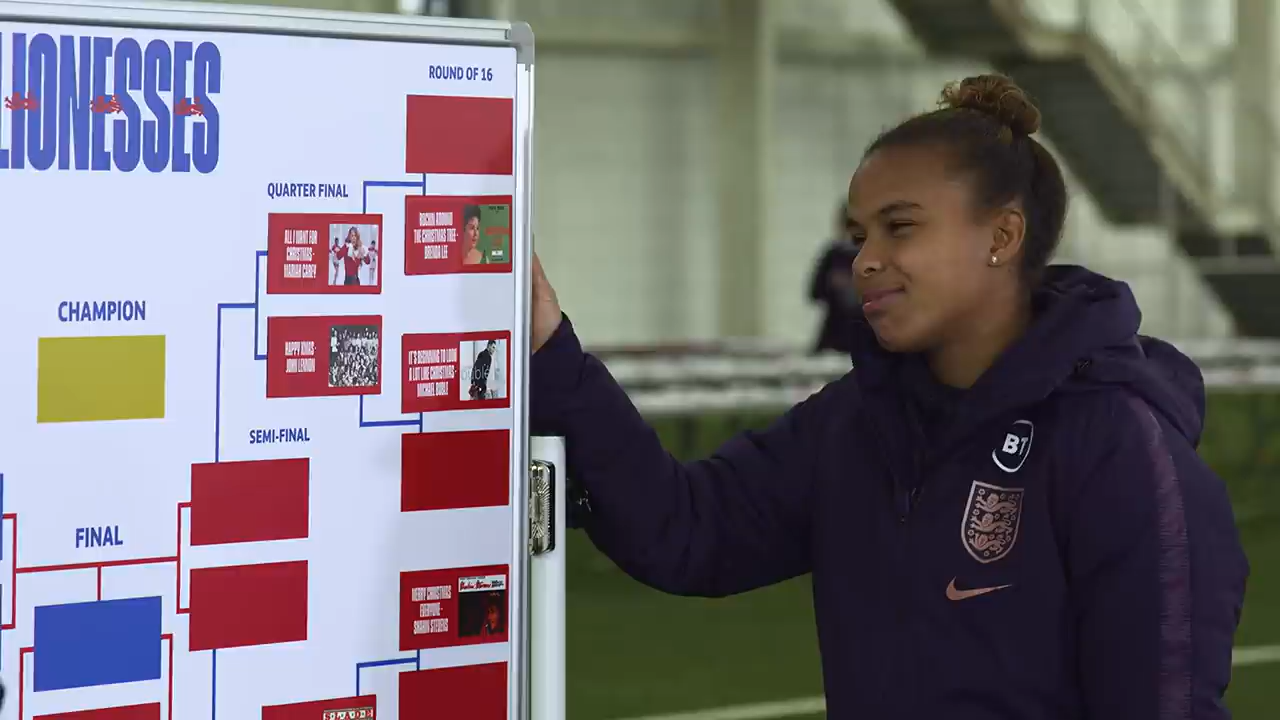 LIONESSES
ROUND OF 16
QUARTER FINAL
ALL I WANT FOR
CHRISTMAS -
MARIAH CAREY
ROCKIN AROUND
THE CHRISTMAS TREE -
BRENDA LEE
CHAMPION
HAPPY XMAS -
JOHN LENNON
IT'S BEGINNING TO LOOK
A LOT LIKE CHRISTMAS -
MICHAEL BUBLE
SEMI-FINAL
FINAL
MERRY CHRISTMAS
EVERYONE -
SHAKIN STEVENS
BT